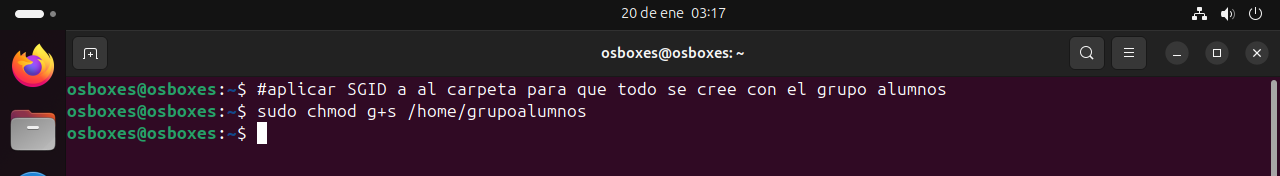 20 de ene 03:17
osboxes@osboxes: ~
osboxes@osboxes:~$ #aplicar SGID a al carpeta para que todo se cree con el grupo alumnos
osboxes@osboxes:~$ sudo chmod g+s /home/grupoalumnos
osboxes@osboxes:~$